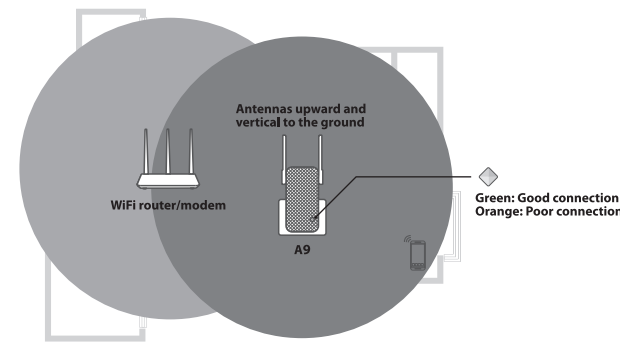 Antennas upward and
vertical to the ground
WiFi router/modem
A9
Green: Good connection
Orange: Poor connection